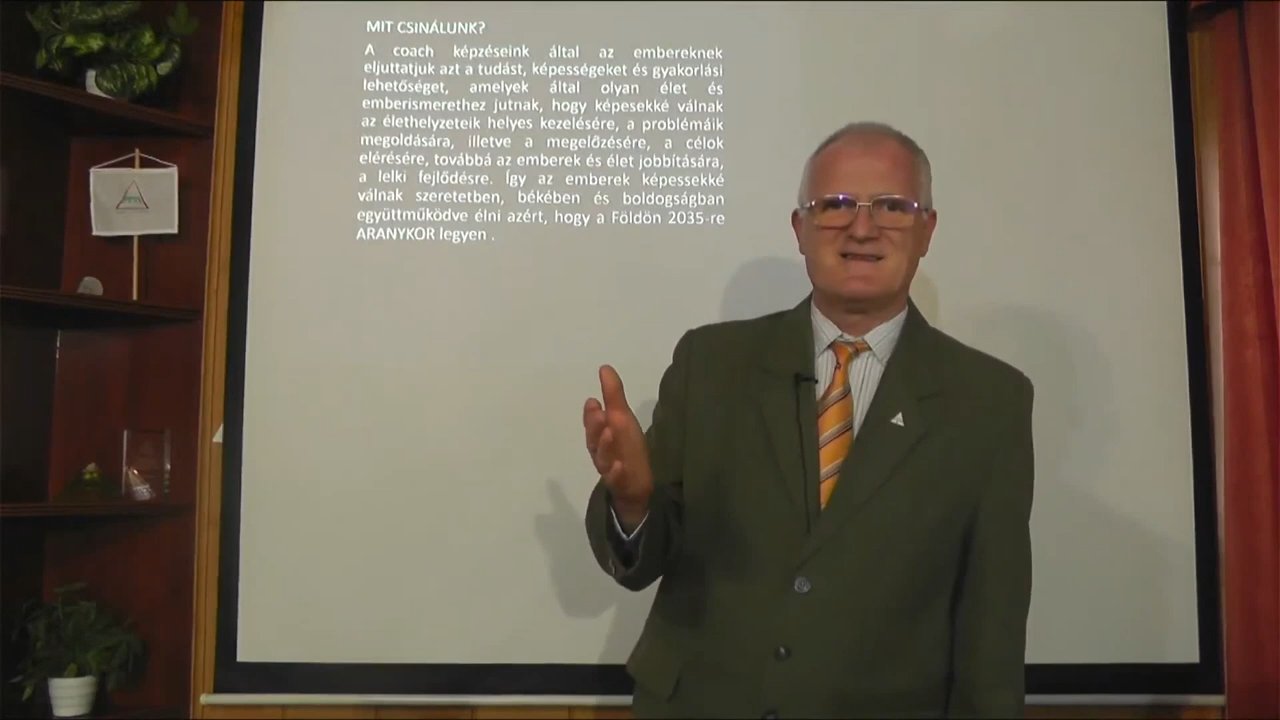 MIT CSINÁLUNK?
A coach képzéseink által az embereknek
eljuttatjuk azt a tudást, képességeket és gyakorlási
lehetőséget, amelyek által olyan élet és
emberismerethez jutnak, hogy képesekké válnak
az élethelyzeteik helyes kezelésére, a problémáik
megoldására, illetve a megelőzésére, a célok
elérésére, továbbá az emberek és élet jobbítására,
a lelki fejlődésre. Így az emberek képessekké
válnak szeretetben, békében és boldogságban
együttműködve élni azért, hogy a Földön 2035-re
ARANYKOR legyen .